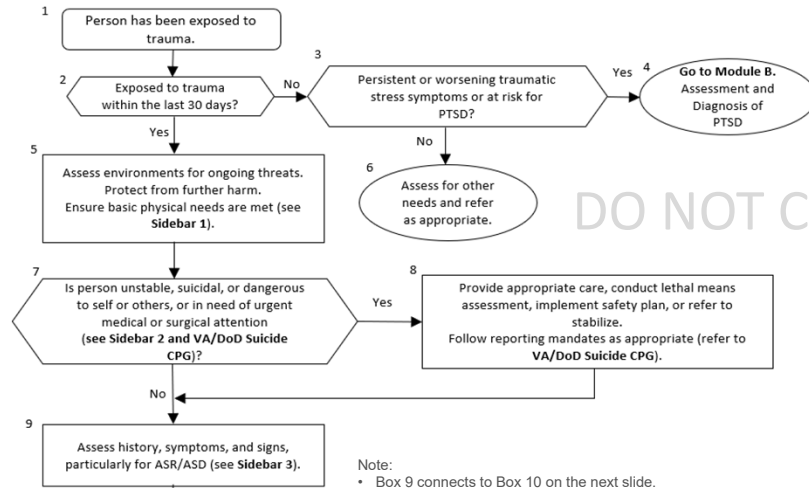 1
Person has been exposed to
trauma.
2
Exposed to trauma
within the last 30 days?
No
3
Persistent or worsening traumatic
stress symptoms or at risk for
PTSD?
Yes
4
Go to Module B.
Assessment and
Diagnosis of
PTSD
Yes
No
5
Assess environments for ongoing threats.
Protect from further harm.
Ensure basic physical needs are met (see
Sidebar 1).
6
Assess for other
needs and refer
as appropriate.
DO NOT C
7
Is person unstable, suicidal, or dangerous
to self or others, or in need of urgent
medical or surgical attention
(see Sidebar 2 and VA/DoD Suicide
CPG)?
Yes
8
Provide appropriate care, conduct lethal means
assessment, implement safety plan, or refer to
stabilize.
Follow reporting mandates as appropriate (refer to
VA/DoD Suicide CPG).
No
9
Assess history, symptoms, and signs,
particularly for ASR/ASD (see Sidebar 3).
Note:
• Box 9 connects to Box 10 on the next slide.